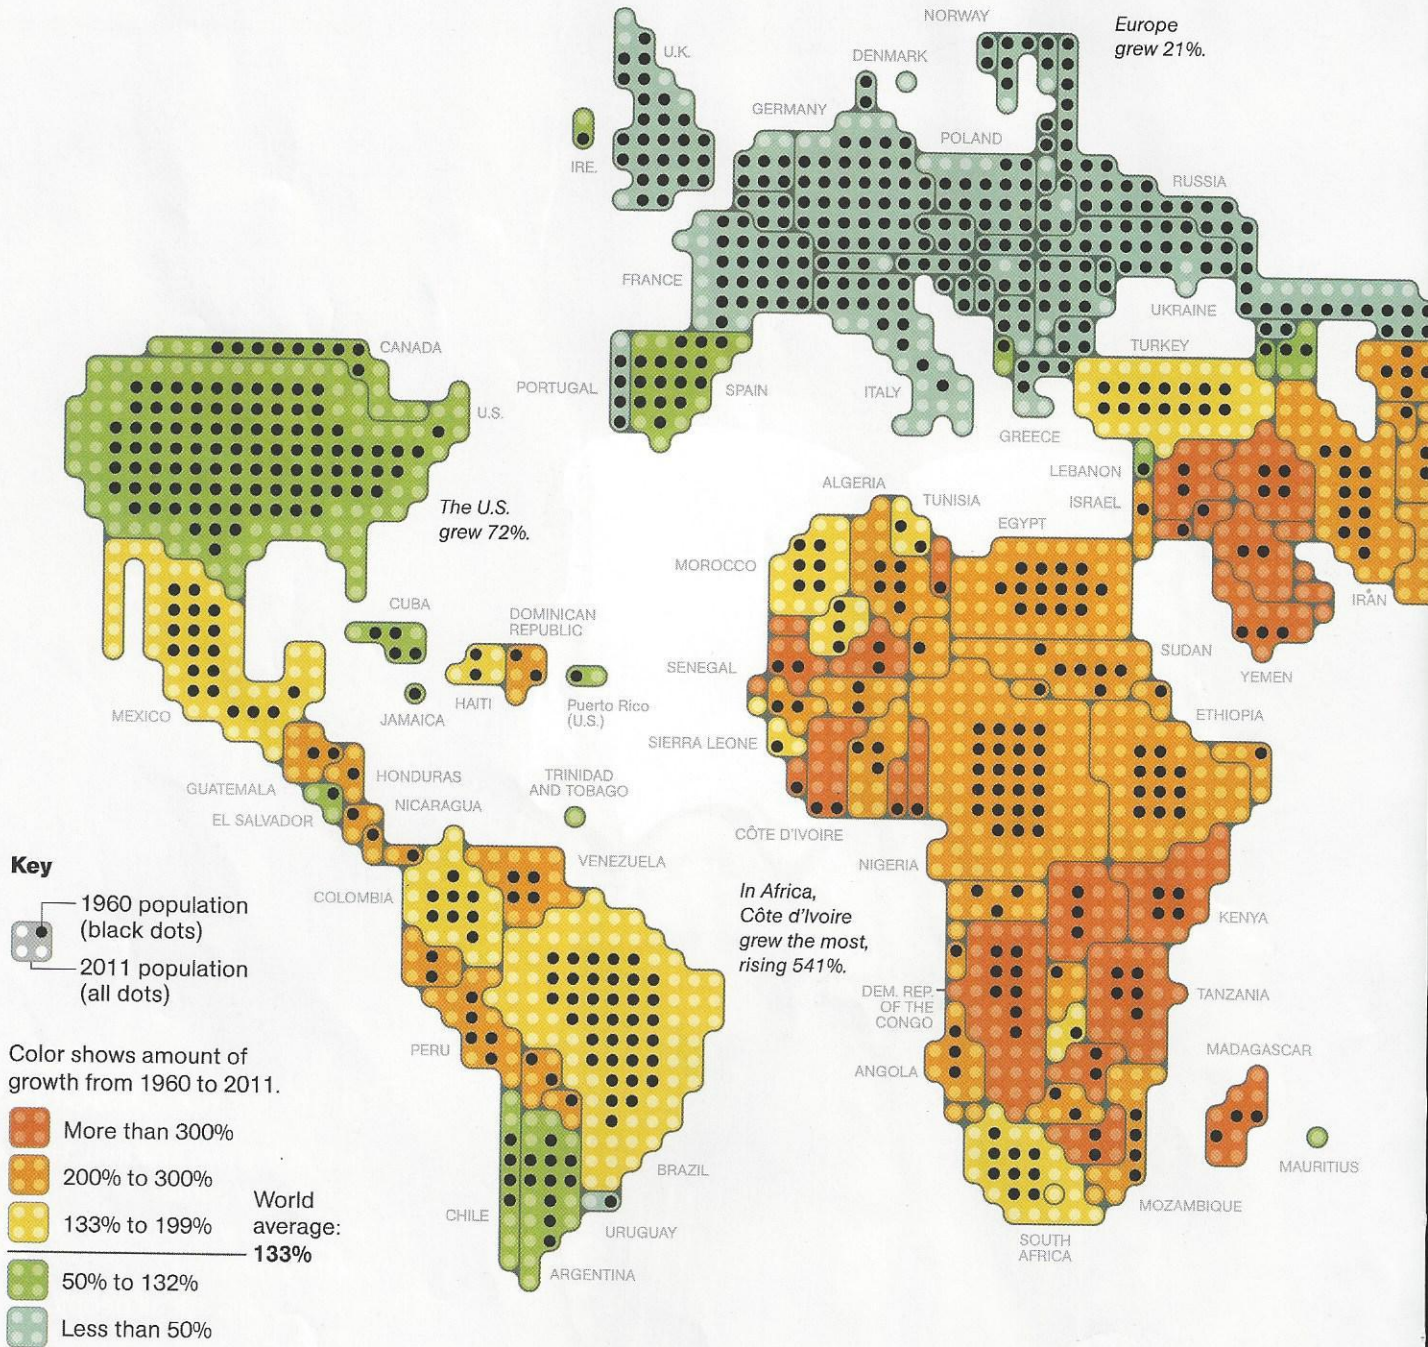 NORWAY
Europe
grew 21%.
U.K.
DENMARK
GERMANY
POLAND
IRE.
RUSSIA
FRANCE
UKRAINE
CANADA
TURKEY
PORTUGAL
SPAIN
ITALY
U.S.
GREECE
LEBANON
ALGERIA
TUNISIA
ISRAEL
The U.S.
grew 72%.
EGYPT
MOROCCO
IRAN
CUBA
DOMINICAN
REPUBLIC
SUDAN
SENEGAL
YEMEN
HAITI
Puerto Rico
(U.S.)
JAMAICA
MEXICO
ETHIOPIA
SIERRA LEONE
HONDURAS
TRINIDAD
AND TOBAGO
GUATEMALA
NICARAGUA
EL SALVADOR
CÔTE D'IVOIRE
VENEZUELA
NIGERIA
COLOMBIA
In Africa,
Côte d'Ivoire
grew the most,
rising 541%.
KENYA
DEM. REP.
OF THE
CONGO
TANZANIA
PERU
ANGOLA
MADAGASCAR
BRAZIL
MAURITIUS
MOZAMBIQUE
CHILE
URUGUAY
SOUTH
AFRICA
ARGENTINA
Key
1960 population
(black dots)
2011 population
(all dots)
Color shows amount of
growth from 1960 to 2011.
More than 300%
200% to 300%
133% to 199%
World
average:
133%
50% to 132%
Less than 50%